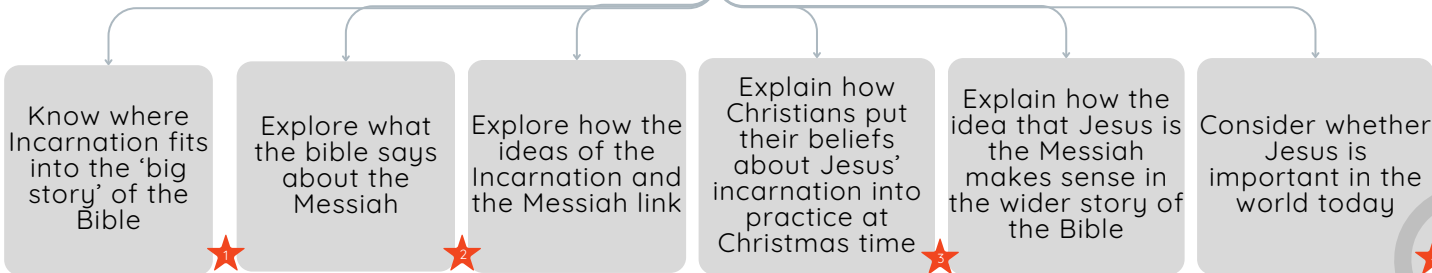 Know where
Incarnation fits
into the ‘big
story’ of the
Bible
1
Explore what
the bible says
about the
Messiah
2
Explore how the
ideas of the
Incarnation and
the Messiah link
Explain how
Christians put
their beliefs
about Jesus’
incarnation into
practice at
Christmas time
3
Explain how the
idea that Jesus is
the Messiah
makes sense in
the wider story of
the Bible
Consider whether
Jesus is
important in the
world today